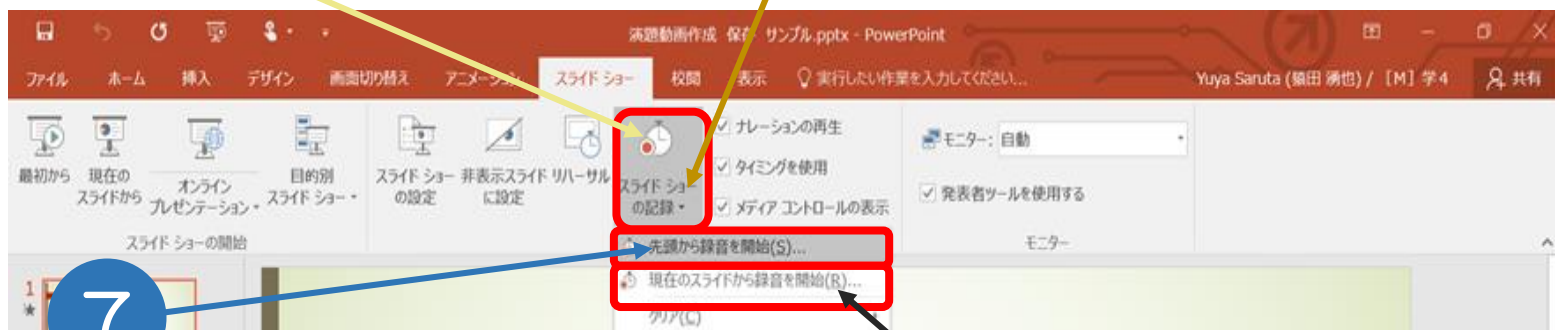 演題動画作成 保存 サンプル.pptx - PowerPoint
ファイル ホーム 挿入 デザイン 画面切り替え アニメーション スライド ショー 校閲 表示 実行したい作業を入力してください... Yuya Saruta (猿田 湧也) / [M] 学4 共有
最初から 現在の スライドから オンライン プレゼンテーション 目的別 スライド ショー スライド ショー の設定 非表示スライド に設定 リハーサル スライド ショー の記録
ナレーションの再生
タイミングを使用
メディア コントロールの表示
モニター: 自動
発表者ツールを使用する
スライド ショーの開始 モニター
先頭から録音を開始(S)...
現在のスライドから録音を開始(R)...
クリア(C)
1
7